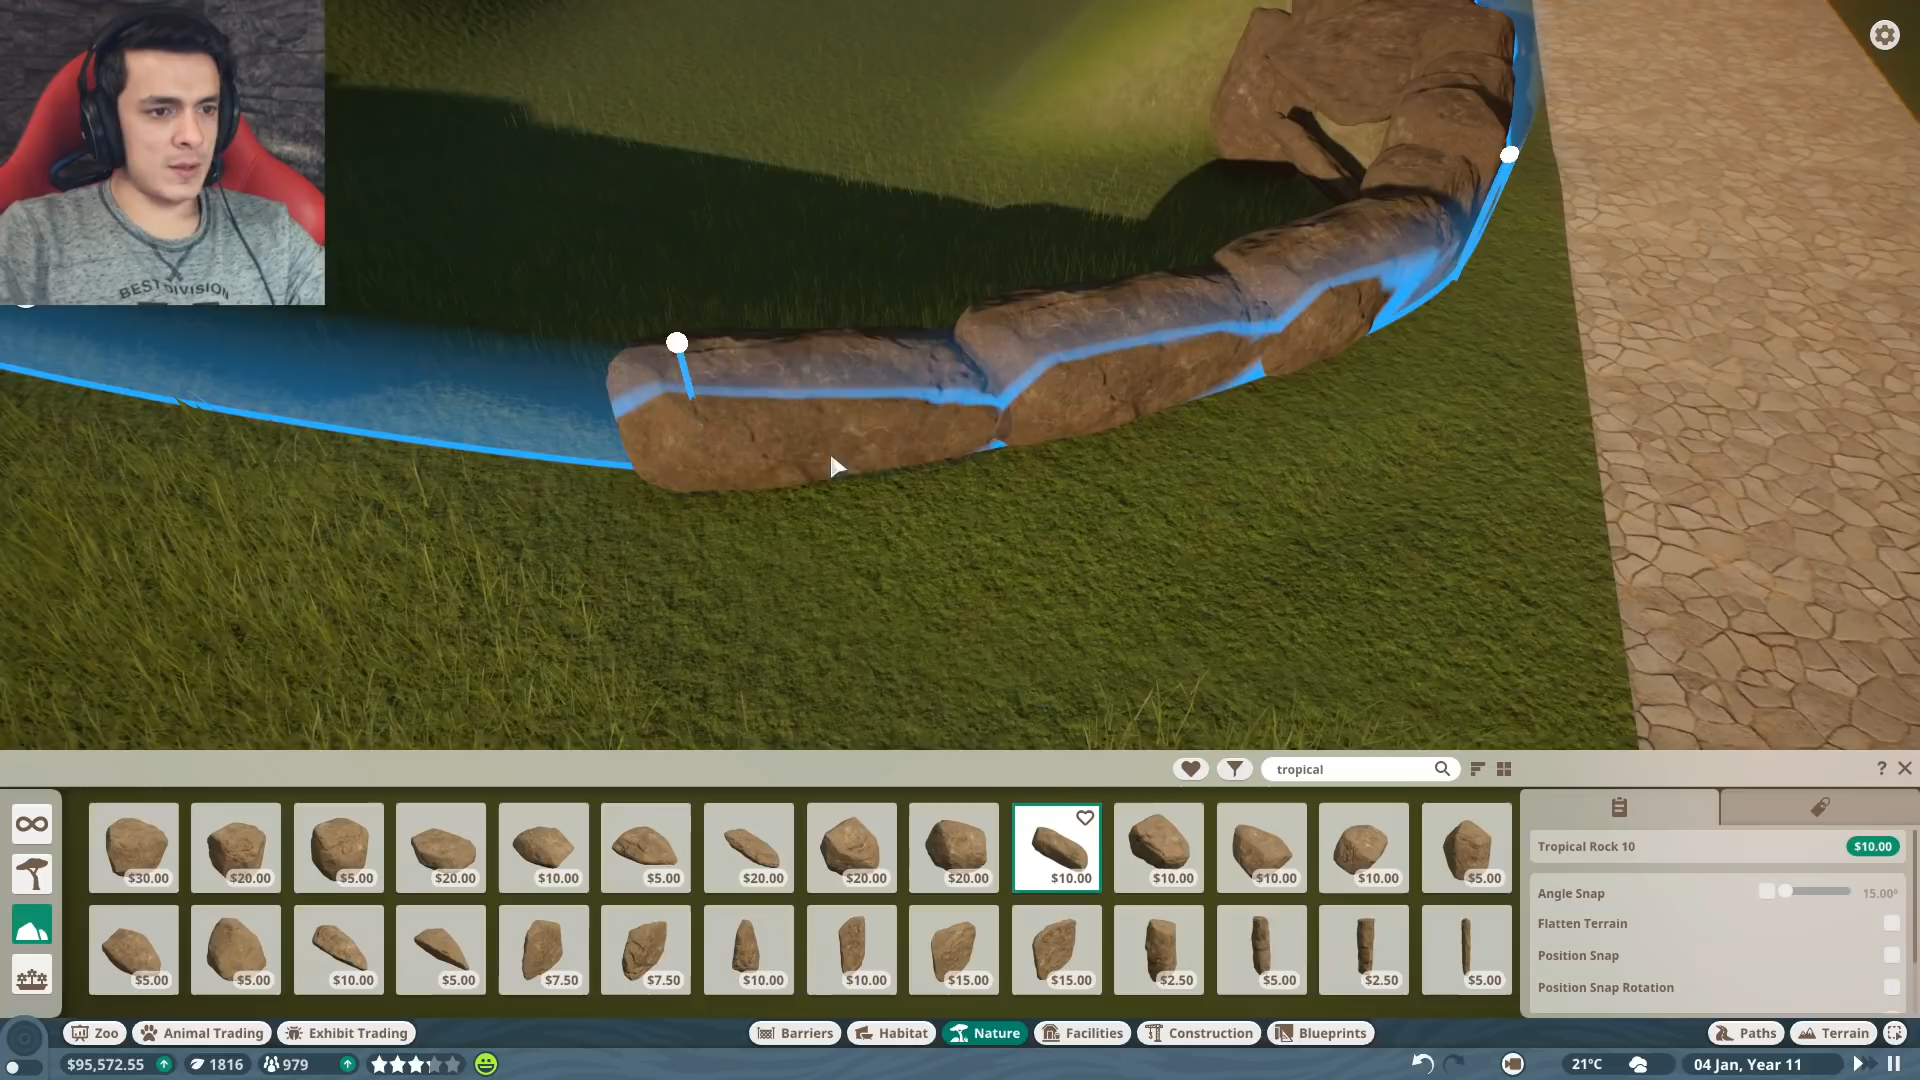 BEST DIVISION
tropical
?
$30.00 $20.00 $5.00 $20.00 $10.00 $5.00 $20.00 $20.00 $20.00 $10.00 $10.00 $10.00 $10.00 $5.00
$5.00 $5.00 $10.00 $5.00 $7.50 $7.50 $10.00 $10.00 $15.00 $15.00 $2.50 $5.00 $2.50 $5.00
Tropical Rock 10 $10.00
Angle Snap 15.00°
Flatten Terrain
Position Snap
Position Snap Rotation
Zoo Animal Trading Exhibit Trading Barriers Habitat Nature Facilities Construction Blueprints Paths Terrain
$95,572.55 1816 979 21°C 04 Jan, Year 11